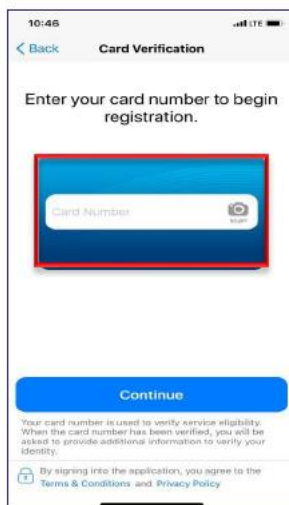 10:46
LTE
Back
Card Verification
Enter your card number to begin
registration.
Card Number
Continue
Your card number is used to verify service eligibility.
When the card number has been verified, you will be
asked to provide additional information to verify your
identity.
By signing into the application, you agree to the
Terms & Conditions and Privacy Policy